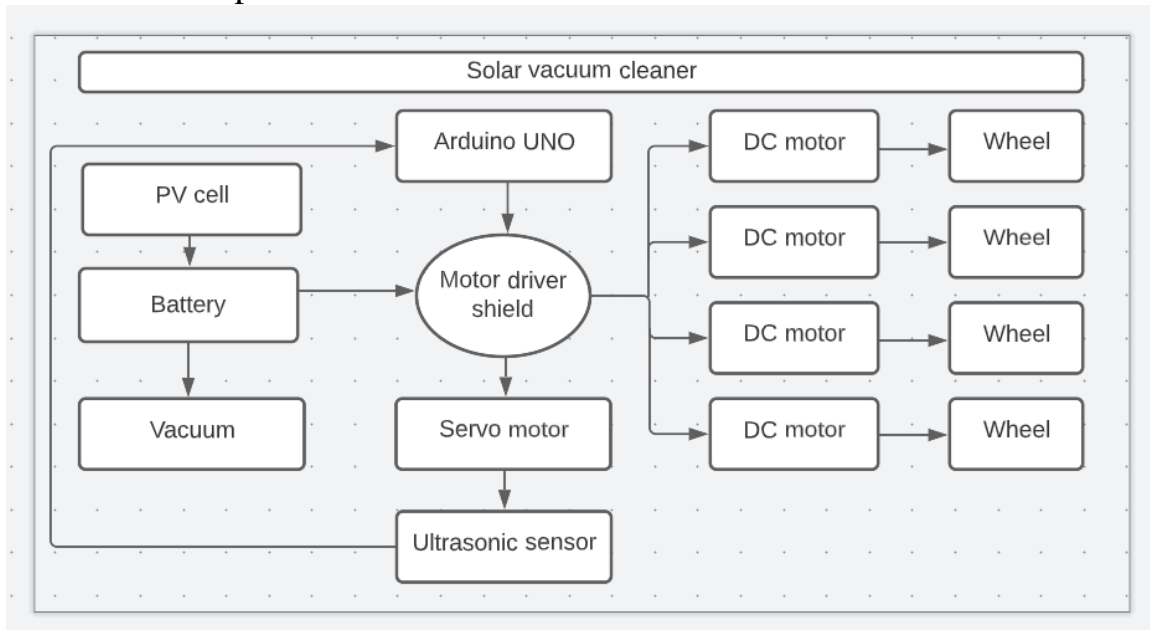 Solar vacuum cleaner
Arduino UNO
DC motor
Wheel
PV cell
DC motor
Wheel
Battery
Motor driver
shield
DC motor
Wheel
Vacuum
Servo motor
DC motor
Wheel
Ultrasonic sensor